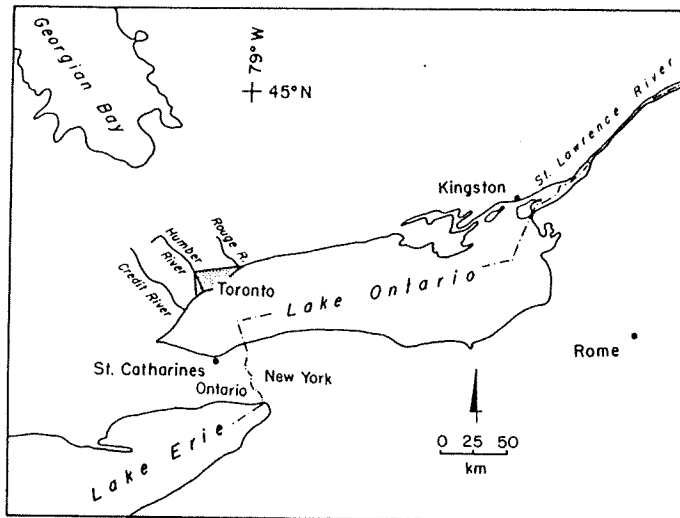 Georgian Bay
79° W
45° N
St. Lawrence River
Kingston
Rouge R.
Humber River
Credit River
Toronto
Lake Ontario
Rome
St. Catharines
New York
Ontario
Lake Erie
0 25 50
km